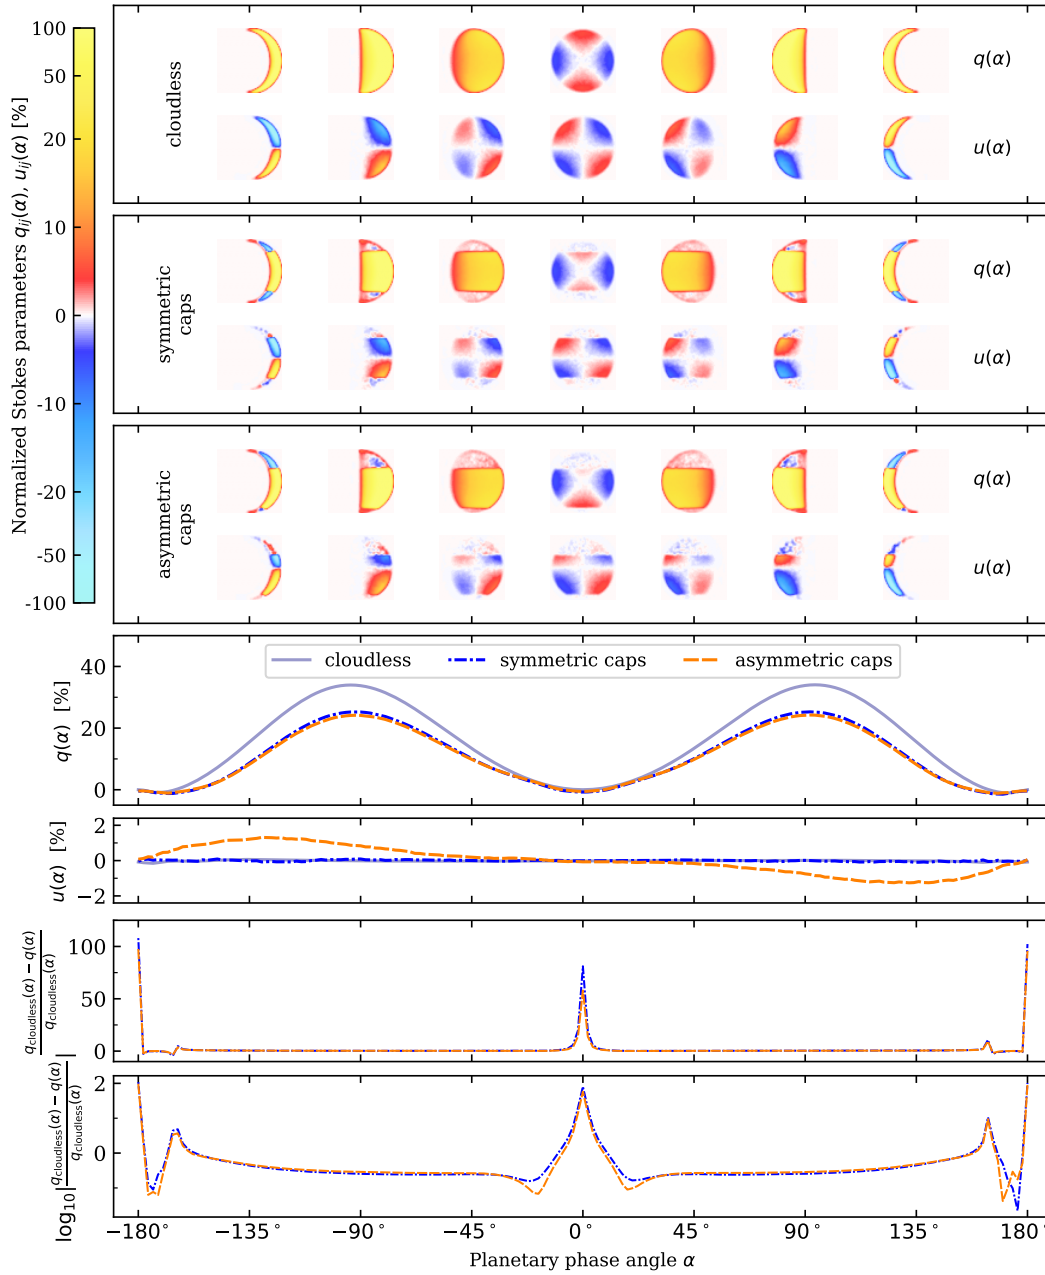 Normalized Stokes parameters q_ij(α), u_ij(α) [%]
100
50
20
10
0
-10
-20
-50
-100
cloudless
q(α)
u(α)
symmetric
caps
q(α)
u(α)
asymmetric
caps
q(α)
u(α)
cloudless
symmetric caps
asymmetric caps
q(α) [%]
40
20
0
u(α) [%]
2
0
−2
q_cloudless(α) − q(α)
q_cloudless(α)
100
50
0
log₁₀|q_cloudless(α) − q(α)|
q_cloudless(α)
2
0
−180° −135° −90° −45° 0° 45° 90° 135° 180°
Planetary phase angle α